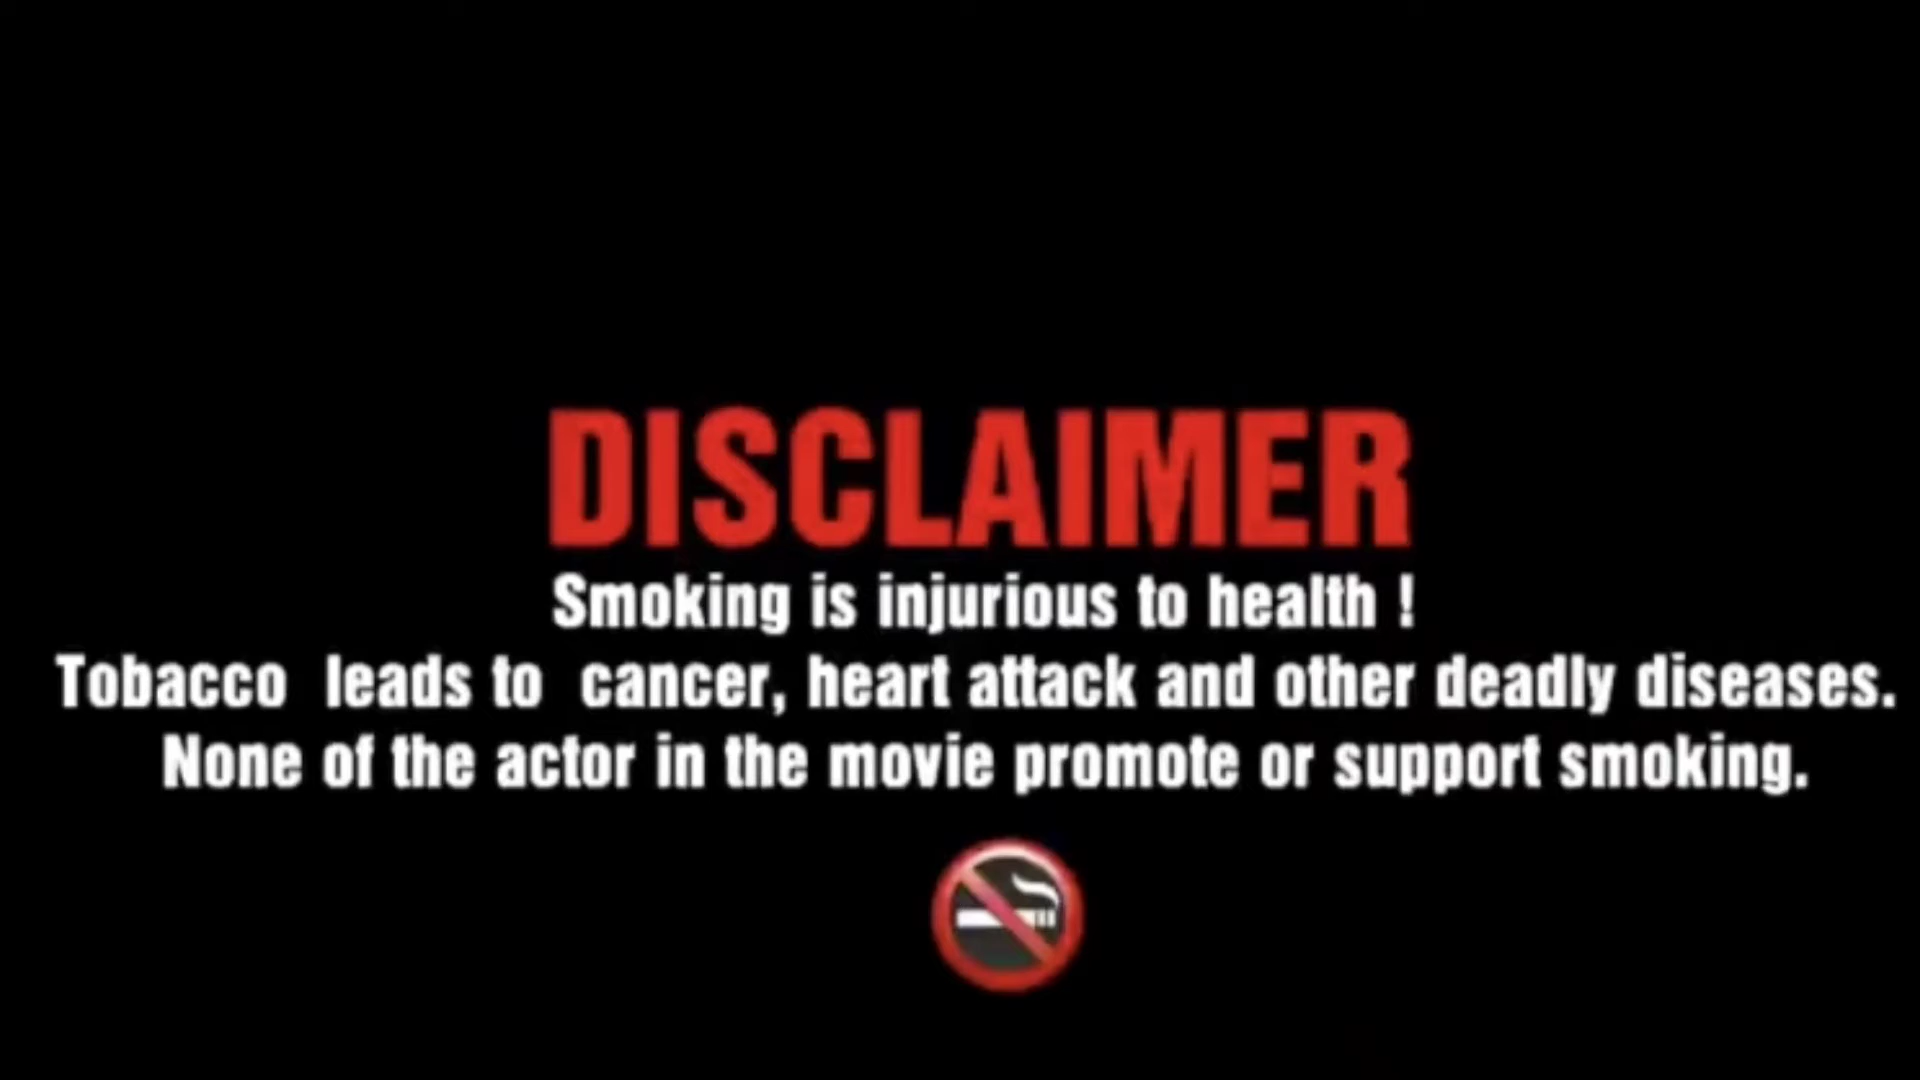 DISCLAIMER
Smoking is injurious to health !
Tobacco leads to cancer, heart attack and other deadly diseases.
None of the actor in the movie promote or support smoking.